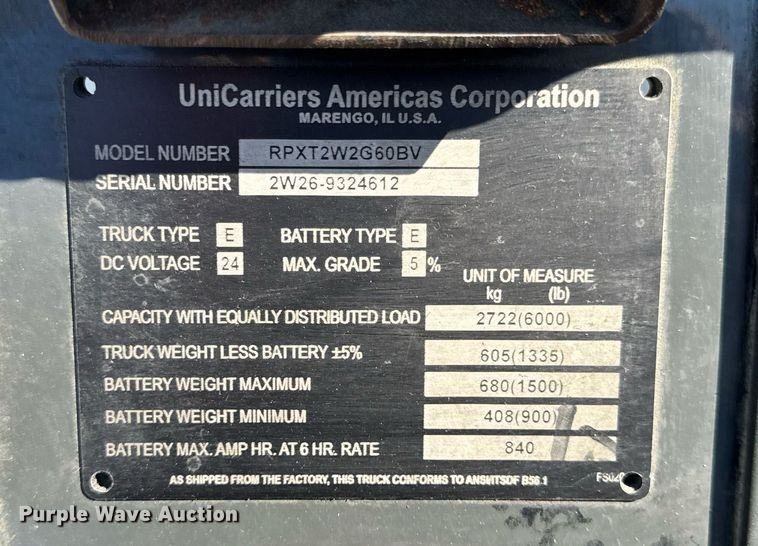 UniCarriers Americas Corporation
MARENGO, IL U.S.A.
MODEL NUMBER RPXT2W2G60BV
SERIAL NUMBER 2W26-9324612
TRUCK TYPE E BATTERY TYPE E
DC VOLTAGE 24 MAX. GRADE 5 %
UNIT OF MEASURE
kg (lb)
CAPACITY WITH EQUALLY DISTRIBUTED LOAD 2722(6000)
TRUCK WEIGHT LESS BATTERY ±5% 605(1335)
BATTERY WEIGHT MAXIMUM 680(1500)
BATTERY WEIGHT MINIMUM 408(900)
BATTERY MAX. AMP HR. AT 6 HR. RATE 840
AS SHIPPED FROM THE FACTORY, THIS TRUCK CONFORMS TO ANSI/ITSDF B56.1
Purple Wave Auction